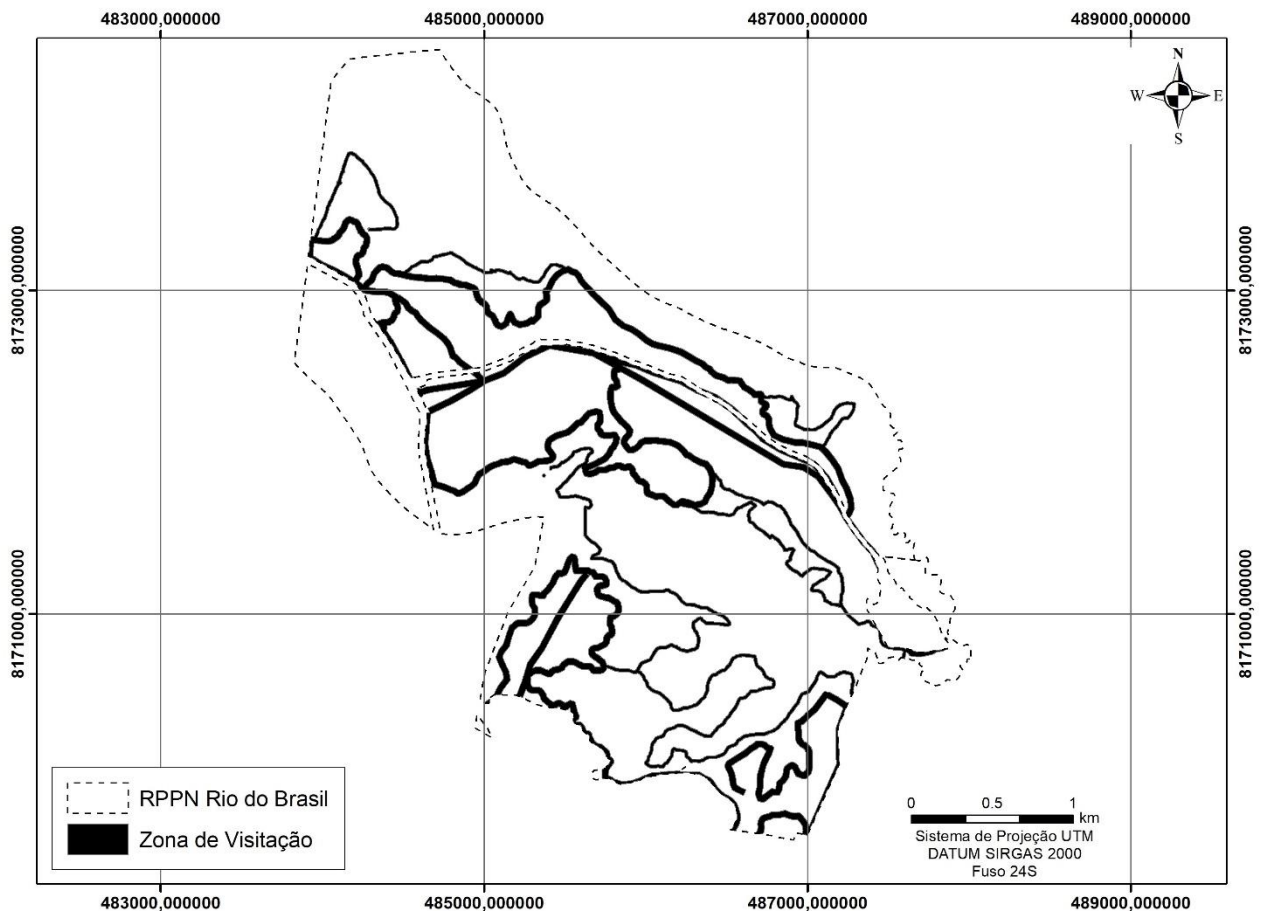 483000,000000 485000,000000 487000,000000 489000,000000
N
W E
S
8173000,000000 8173000,000000
8171000,000000 8171000,000000
RPPN Rio do Brasil
Zona de Visitação
0 0.5 1
km
Sistema de Projeção UTM
DATUM SIRGAS 2000
Fuso 24S
483000,000000 485000,000000 487000,000000 489000,000000